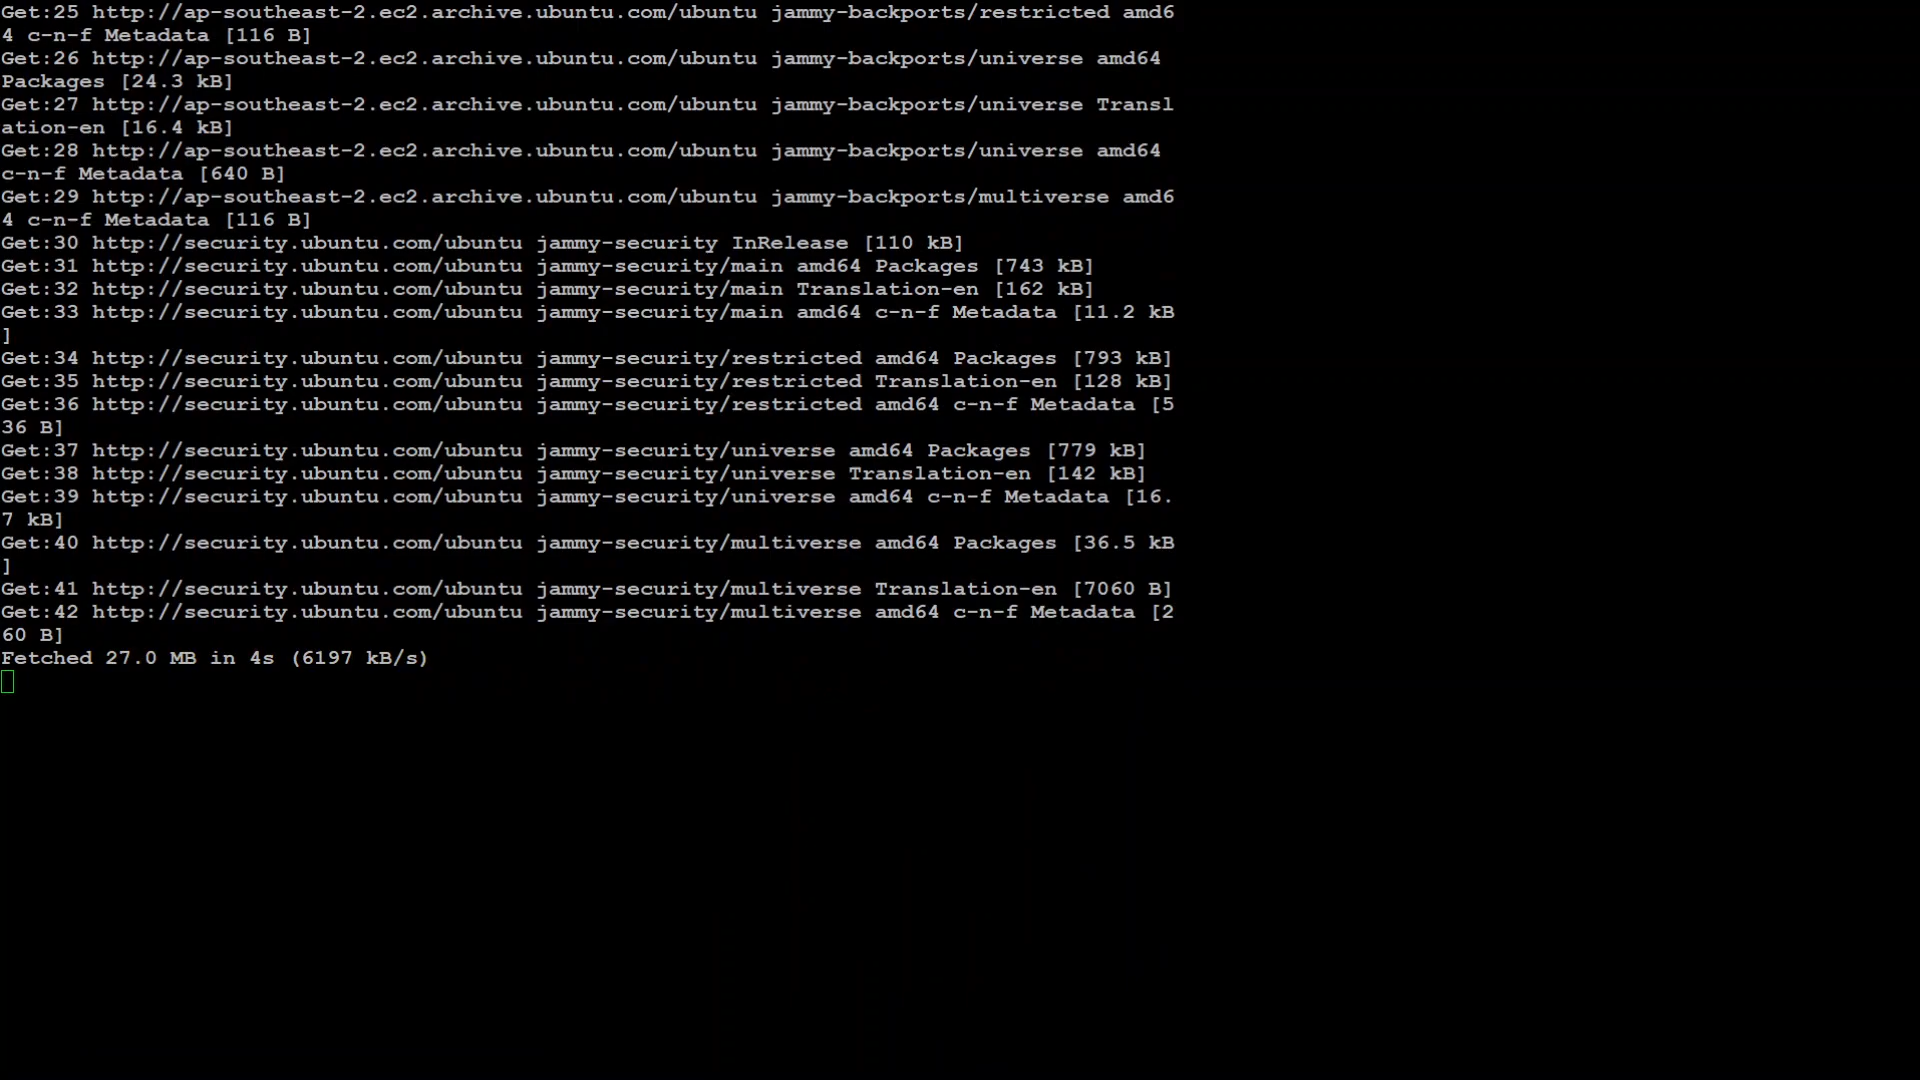 Get:25 http://ap-southeast-2.ec2.archive.ubuntu.com/ubuntu jammy-backports/restricted amd6
4 c-n-f Metadata [116 B]
Get:26 http://ap-southeast-2.ec2.archive.ubuntu.com/ubuntu jammy-backports/universe amd64
Packages [24.3 kB]
Get:27 http://ap-southeast-2.ec2.archive.ubuntu.com/ubuntu jammy-backports/universe Transl
ation-en [16.4 kB]
Get:28 http://ap-southeast-2.ec2.archive.ubuntu.com/ubuntu jammy-backports/universe amd64
c-n-f Metadata [640 B]
Get:29 http://ap-southeast-2.ec2.archive.ubuntu.com/ubuntu jammy-backports/multiverse amd6
4 c-n-f Metadata [116 B]
Get:30 http://security.ubuntu.com/ubuntu jammy-security InRelease [110 kB]
Get:31 http://security.ubuntu.com/ubuntu jammy-security/main amd64 Packages [743 kB]
Get:32 http://security.ubuntu.com/ubuntu jammy-security/main Translation-en [162 kB]
Get:33 http://security.ubuntu.com/ubuntu jammy-security/main amd64 c-n-f Metadata [11.2 kB
]
Get:34 http://security.ubuntu.com/ubuntu jammy-security/restricted amd64 Packages [793 kB]
Get:35 http://security.ubuntu.com/ubuntu jammy-security/restricted Translation-en [128 kB]
Get:36 http://security.ubuntu.com/ubuntu jammy-security/restricted amd64 c-n-f Metadata [5
36 B]
Get:37 http://security.ubuntu.com/ubuntu jammy-security/universe amd64 Packages [779 kB]
Get:38 http://security.ubuntu.com/ubuntu jammy-security/universe Translation-en [142 kB]
Get:39 http://security.ubuntu.com/ubuntu jammy-security/universe amd64 c-n-f Metadata [16.
7 kB]
Get:40 http://security.ubuntu.com/ubuntu jammy-security/multiverse amd64 Packages [36.5 kB
]
Get:41 http://security.ubuntu.com/ubuntu jammy-security/multiverse Translation-en [7060 B]
Get:42 http://security.ubuntu.com/ubuntu jammy-security/multiverse amd64 c-n-f Metadata [2
60 B]
Fetched 27.0 MB in 4s (6197 kB/s)